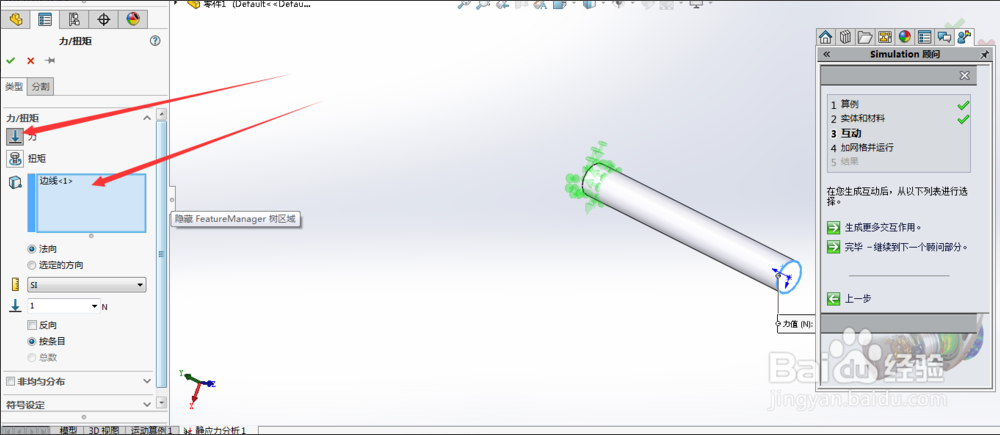 零件1 (Default<<Defau...
力/扭矩
类型
分割
力/扭矩
力
扭矩
边线<1>
隐藏 FeatureManager 树区域
法向
选定的方向
SI
1
N
反向
按条目
总数
非均匀分布
符号设定
模型
3D 视图
运动算例1
静应力分析1
Y
Z
X
力值 (N):
Simulation 顾问
1 算例
2 实体和材料
3 互动
4 加网格并运行
5 结果
在您生成互动后，从以下列表进行选
择。
生成更多交互作用。
完毕 -继续到下一个顾问部分。
上一步
Baidu 经验
jingyan.baidu.com